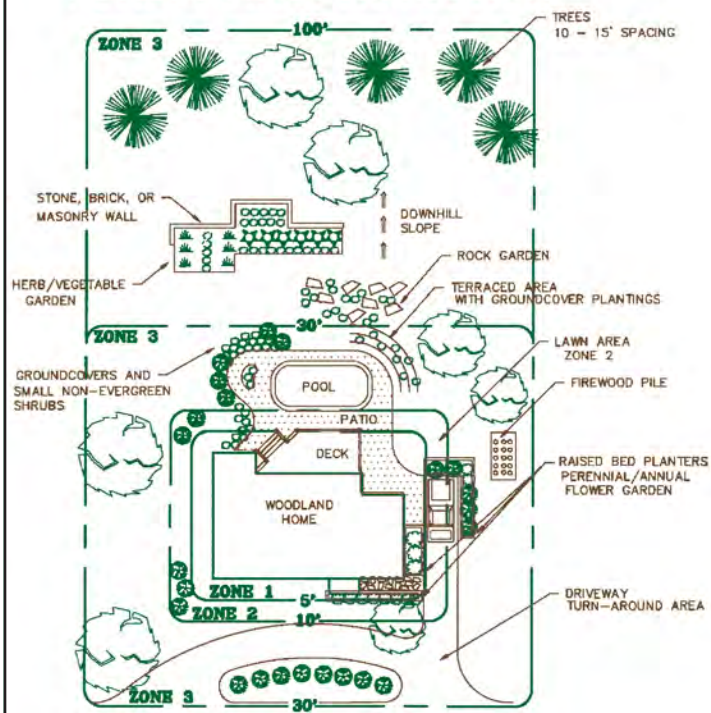 100'
ZONE 3
TREES
10 - 15' SPACING
STONE, BRICK, OR
MASONRY WALL
DOWNHILL
SLOPE
HERB/VEGETABLE
GARDEN
ROCK GARDEN
TERRACED AREA
WITH GROUNDCOVER PLANTINGS
30'
ZONE 3
LAWN AREA
ZONE 2
GROUNDCOVERS AND
SMALL NON-EVERGREEN
SHRUBS
FIREWOOD PILE
POOL
PATIO
DECK
RAISED BED PLANTERS
PERENNIAL/ANNUAL
FLOWER GARDEN
WOODLAND
HOME
ZONE 1
5'
ZONE 2
10'
DRIVEWAY
TURN-AROUND AREA
ZONE 3
30'